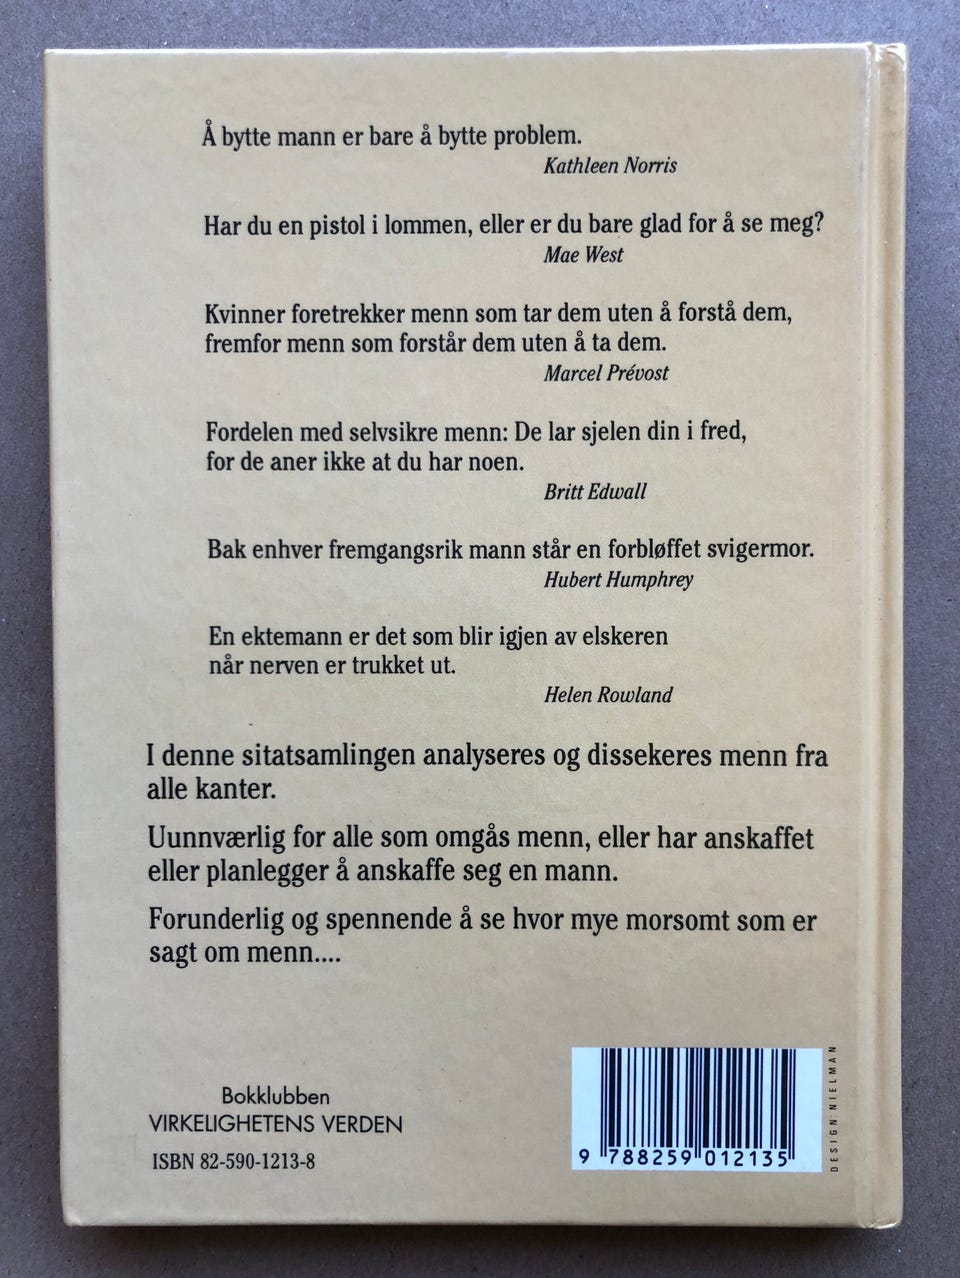 Å bytte mann er bare å bytte problem.
Kathleen Norris
Har du en pistol i lommen, eller er du bare glad for å se meg?
Mae West
Kvinner foretrekker menn som tar dem uten å forstå dem,
fremfor menn som forstår dem uten å ta dem.
Marcel Prévost
Fordelen med selvsikre menn: De lar sjelen din i fred,
for de aner ikke at du har noen.
Britt Edwall
Bak enhver fremgangsrik mann står en forbløffet svigermor.
Hubert Humphrey
En ektemann er det som blir igjen av elskeren
når nerven er trukket ut.
Helen Rowland
I denne sitatsamlingen analyseres og dissekeres menn fra
alle kanter.
Uunnværlig for alle som omgås menn, eller har anskaffet
eller planlegger å anskaffe seg en mann.
Forunderlig og spennende å se hvor mye morsomt som er
sagt om menn....
Bokklubben
VIRKELIGHETENS VERDEN
ISBN 82-590-1213-8
9 788259 012135
DESIGN: NIELMAN